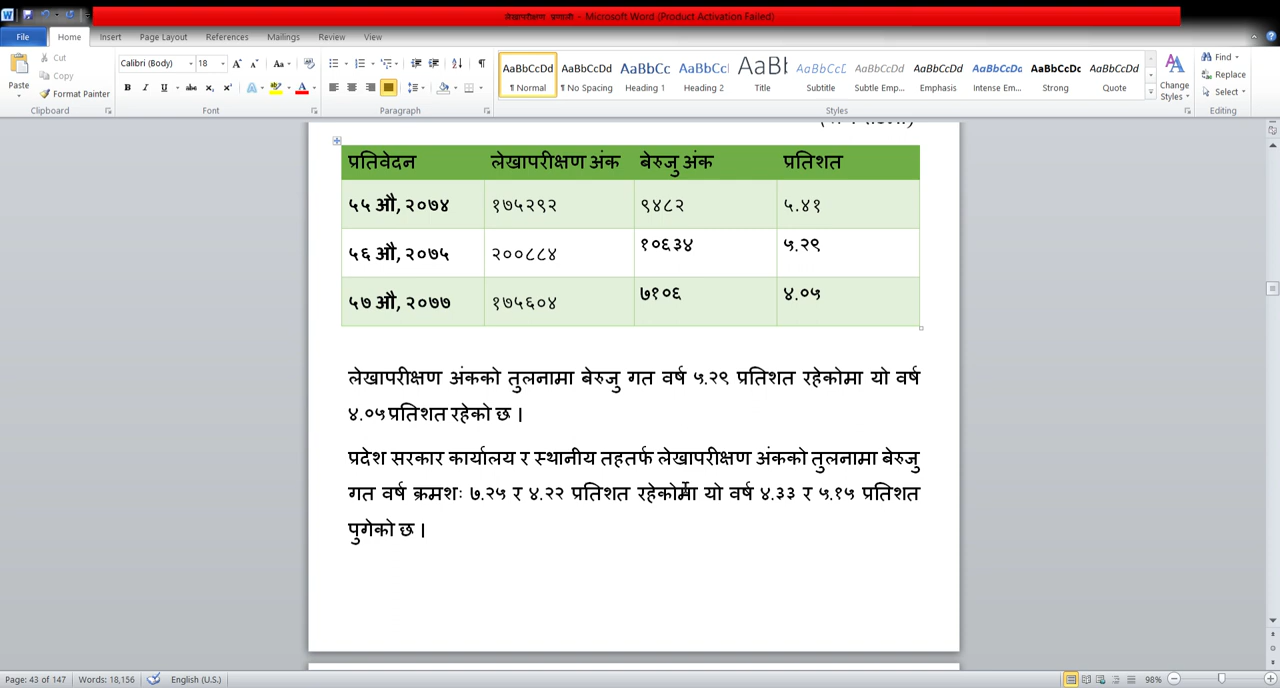 लेखापरीक्षण प्रणाली - Microsoft Word (Product Activation Failed)
File Home Insert Page Layout References Mailings Review View
Paste Cut Copy Format Painter
Calibri (Body) 18
AaBbCcDd AaBbCcDd AaBbCc AaBbCcI AaBI AaBbCcL AaBbCcDd AaBbCcDd AaBbCcDd AaBbCcDc AaBbCcDd
¶ Normal ¶ No Spacing Heading 1 Heading 2 Title Subtitle Subtle Emp... Emphasis Intense Em... Strong Quote
Change Styles
Find Replace Select
Clipboard Font Paragraph Styles Editing
प्रतिवेदन लेखापरीक्षण अंक बेरुजु अंक प्रतिशत
५५ औ, २०७४ १७५२९२ ९४८२ ५.४१
५६ औ, २०७५ २००८८४ १०६३४ ५.२९
५७ औ, २०७७ १७५६०४ ७१०६ ४.०५
लेखापरीक्षण अंकको तुलनामा बेरुजु गत वर्ष ५.२९ प्रतिशत रहेकोमा यो वर्ष
४.०५ प्रतिशत रहेको छ ।
प्रदेश सरकार कार्यालय र स्थानीय तहतर्फ लेखापरीक्षण अंकको तुलनामा बेरुजु
गत वर्ष क्रमशः ७.२५ र ४.२२ प्रतिशत रहेकोमा यो वर्ष ४.३३ र ५.१५ प्रतिशत
पुगेको छ ।
Page: 43 of 147 Words: 18,156 English (U.S.) 98%